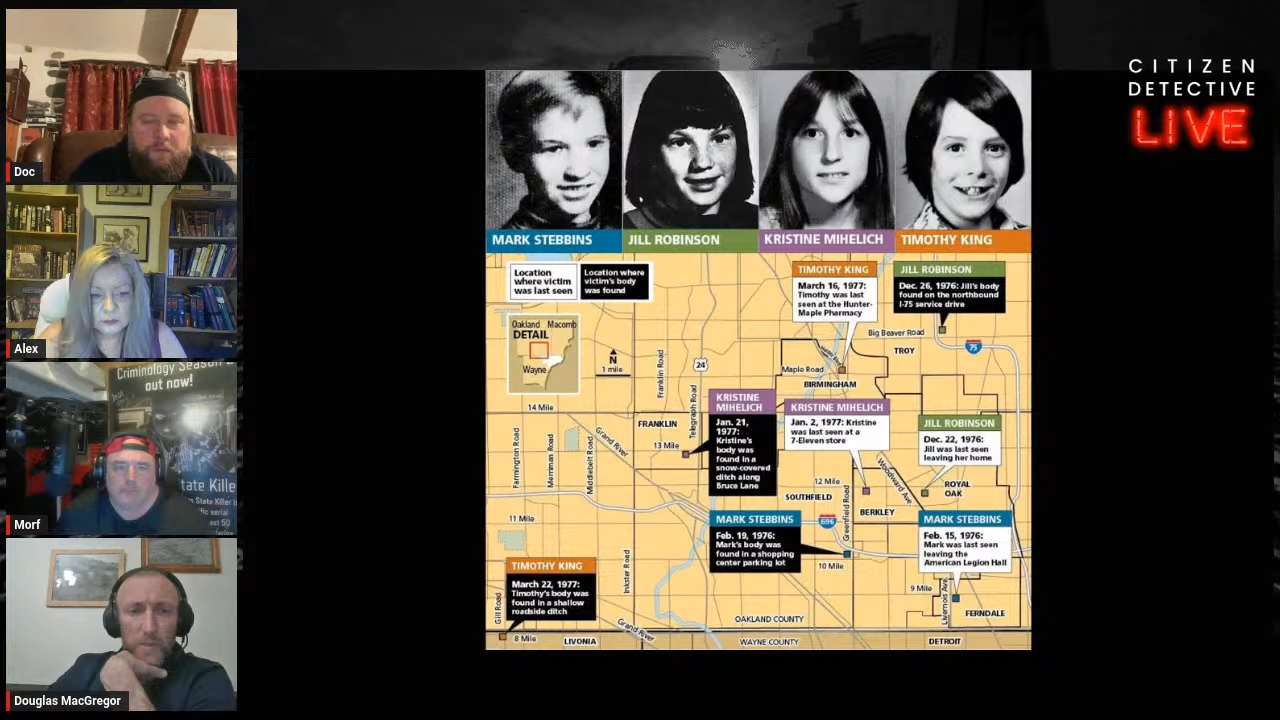 CITIZEN
DETECTIVE
LIVE
Doc
Alex
Criminology Season
out now!
State Kille
Morf
Douglas MacGregor
MARK STEBBINS
JILL ROBINSON
KRISTINE MIHELICH
TIMOTHY KING
Location
where victim
was last seen
Location where
victim's body
was found
Oakland Macomb
DETAIL
Wayne
N
1 mile
TIMOTHY KING
March 16, 1977:
Timothy was last
seen at the Hunter-
Maple Pharmacy
JILL ROBINSON
Dec. 26, 1976: Jill's body
found on the northbound
I-75 service drive
Big Beaver Road
TROY
75
24
Franklin Road
Telegraph Road
Maple Road
BIRMINGHAM
14 Mile
FRANKLIN
13 Mile
Grand River
Farmington Road
Merriman Road
Middlebelt Road
KRISTINE
MIHELICH
Jan. 21,
1977:
Kristine's
body was
found in a
snow-covered
ditch along
Bruce Lane
KRISTINE MIHELICH
Jan. 2, 1977: Kristine
was last seen at a
7-Eleven store
JILL ROBINSON
Dec. 22, 1976:
Jill was last seen
leaving her home
12 Mile
SOUTHFIELD
Greenfield Road
Woodward Ave.
BERKLEY
ROYAL
OAK
11 Mile
696
MARK STEBBINS
Feb. 19, 1976:
Mark's body was
found in a shopping
center parking lot
MARK STEBBINS
Feb. 15, 1976:
Mark was last seen
leaving the
American Legion Hall
10 Mile
9 Mile
Livernois Ave.
FERNDALE
Inkster Road
TIMOTHY KING
March 22, 1977:
Timothy's body was
found in a shallow
roadside ditch
Gill Road
8 Mile
LIVONIA
Grand River
OAKLAND COUNTY
WAYNE COUNTY
DETROIT